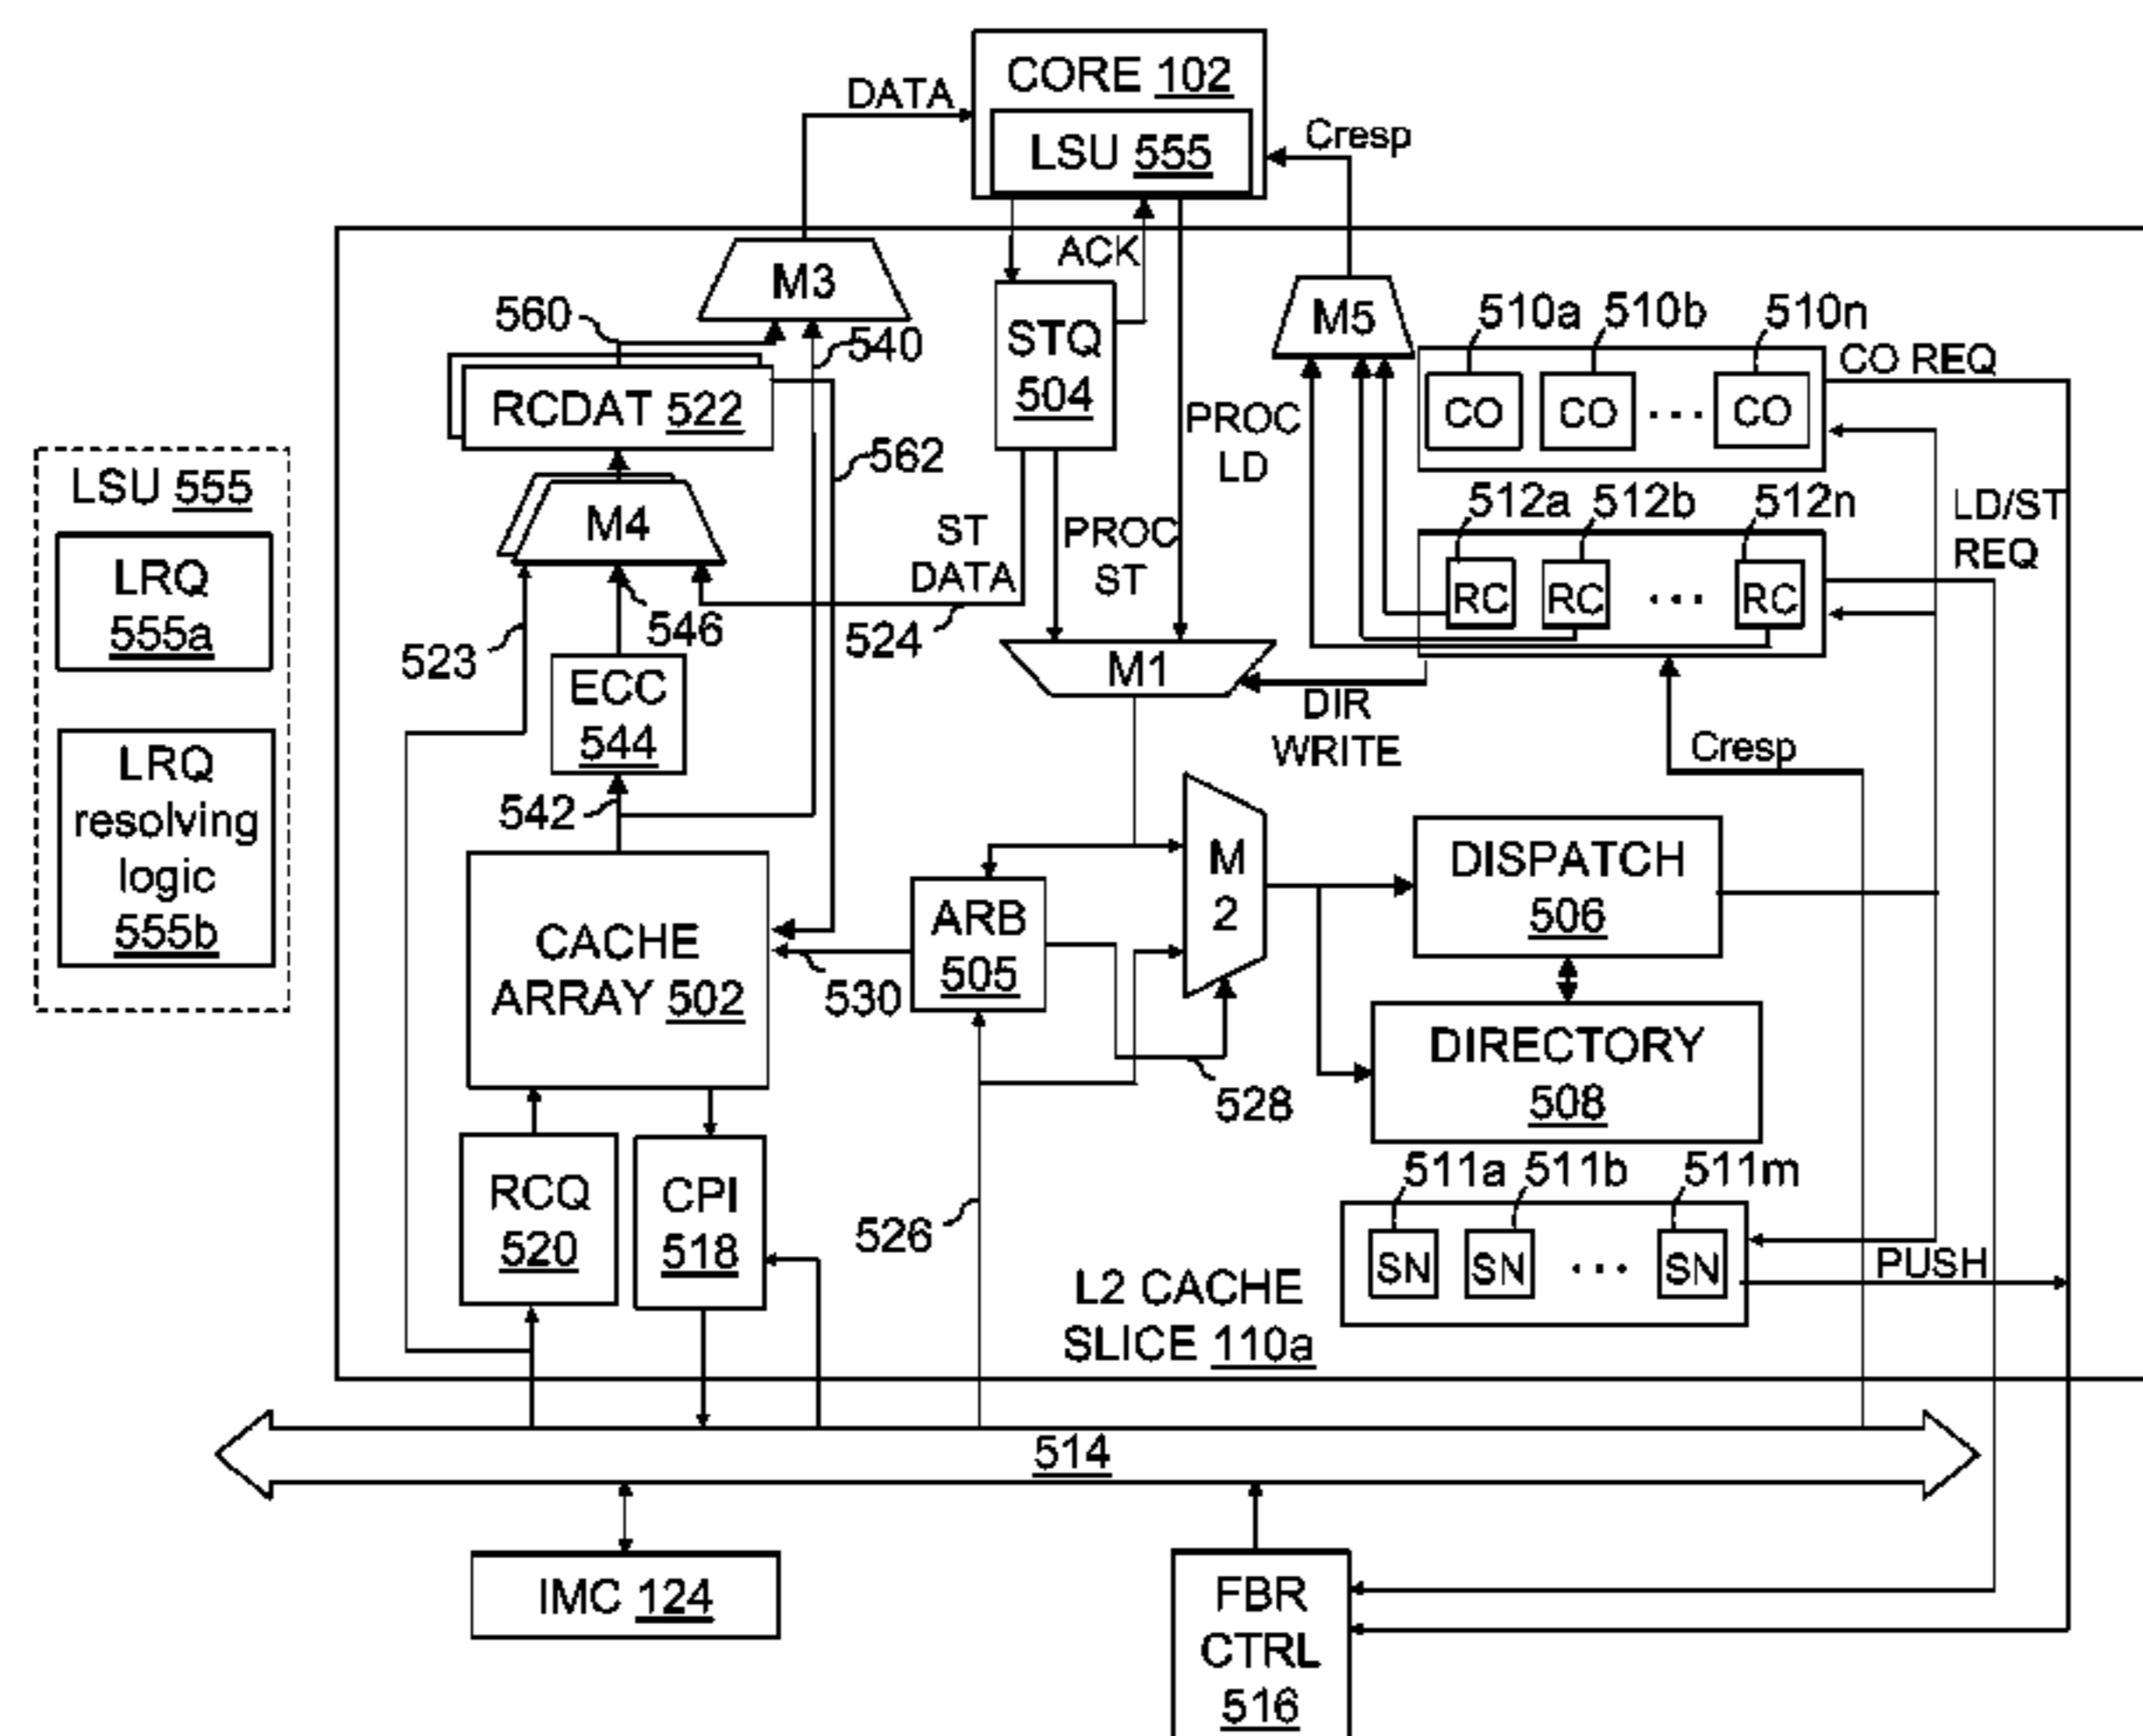 CORE 102
DATA
LSU 555
Cresp
M3
ACK
560
540
STQ
504
M5
510a
510b
510n
CO REQ
CO
CO
...
CO
RCDAT 522
PROC
LD
562
LSU 555
LRQ
555a
LRQ
resolving
logic
555b
M4
ST
DATA
PROC
ST
512a
512b
512n
LD/ST
REQ
RC
RC
...
RC
523
546
524
ECC
544
M1
DIR
WRITE
Cresp
542
CACHE
ARRAY 502
ARB
505
530
M
2
DISPATCH
506
DIRECTORY
508
528
RCQ
520
CPI
518
526
511a
511b
511m
SN
SN
...
SN
PUSH
L2 CACHE
SLICE 110a
514
IMC 124
FBR
CTRL
516